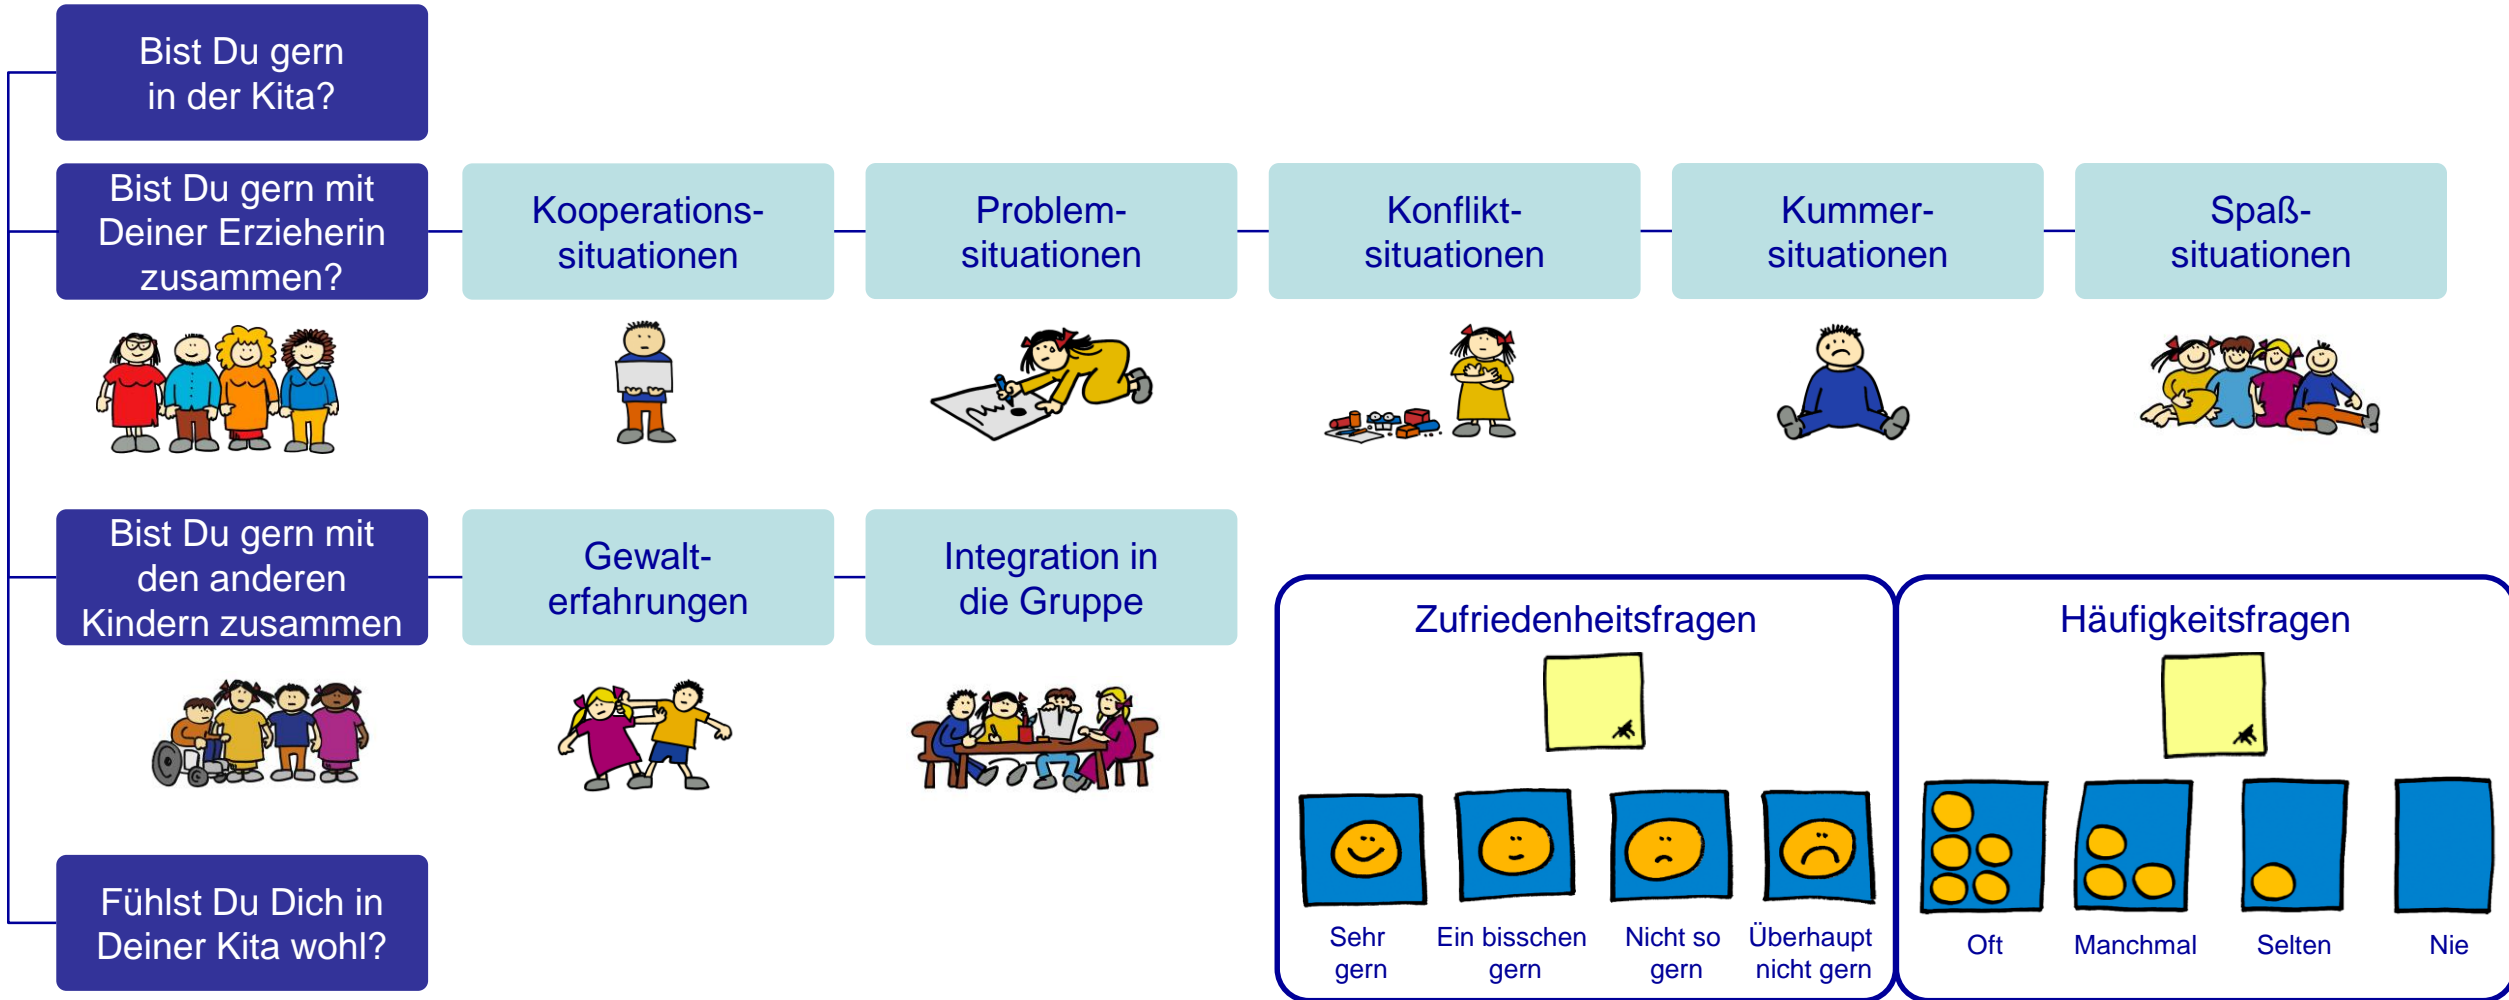 Bist Du gern
in der Kita?
Bist Du gern mit
Deiner Erzieherin
zusammen?
Kooperations-
situationen
Problem-
situationen
Konflikt-
situationen
Kummer-
situationen
Spaß-
situationen
Bist Du gern mit
den anderen
Kindern zusammen
Gewalt-
erfahrungen
Integration in
die Gruppe
Zufriedenheitsfragen
Sehr
gern
Ein bisschen
gern
Nicht so
gern
Überhaupt
nicht gern
Häufigkeitsfragen
Oft
Manchmal
Selten
Nie
Fühlst Du Dich in
Deiner Kita wohl?